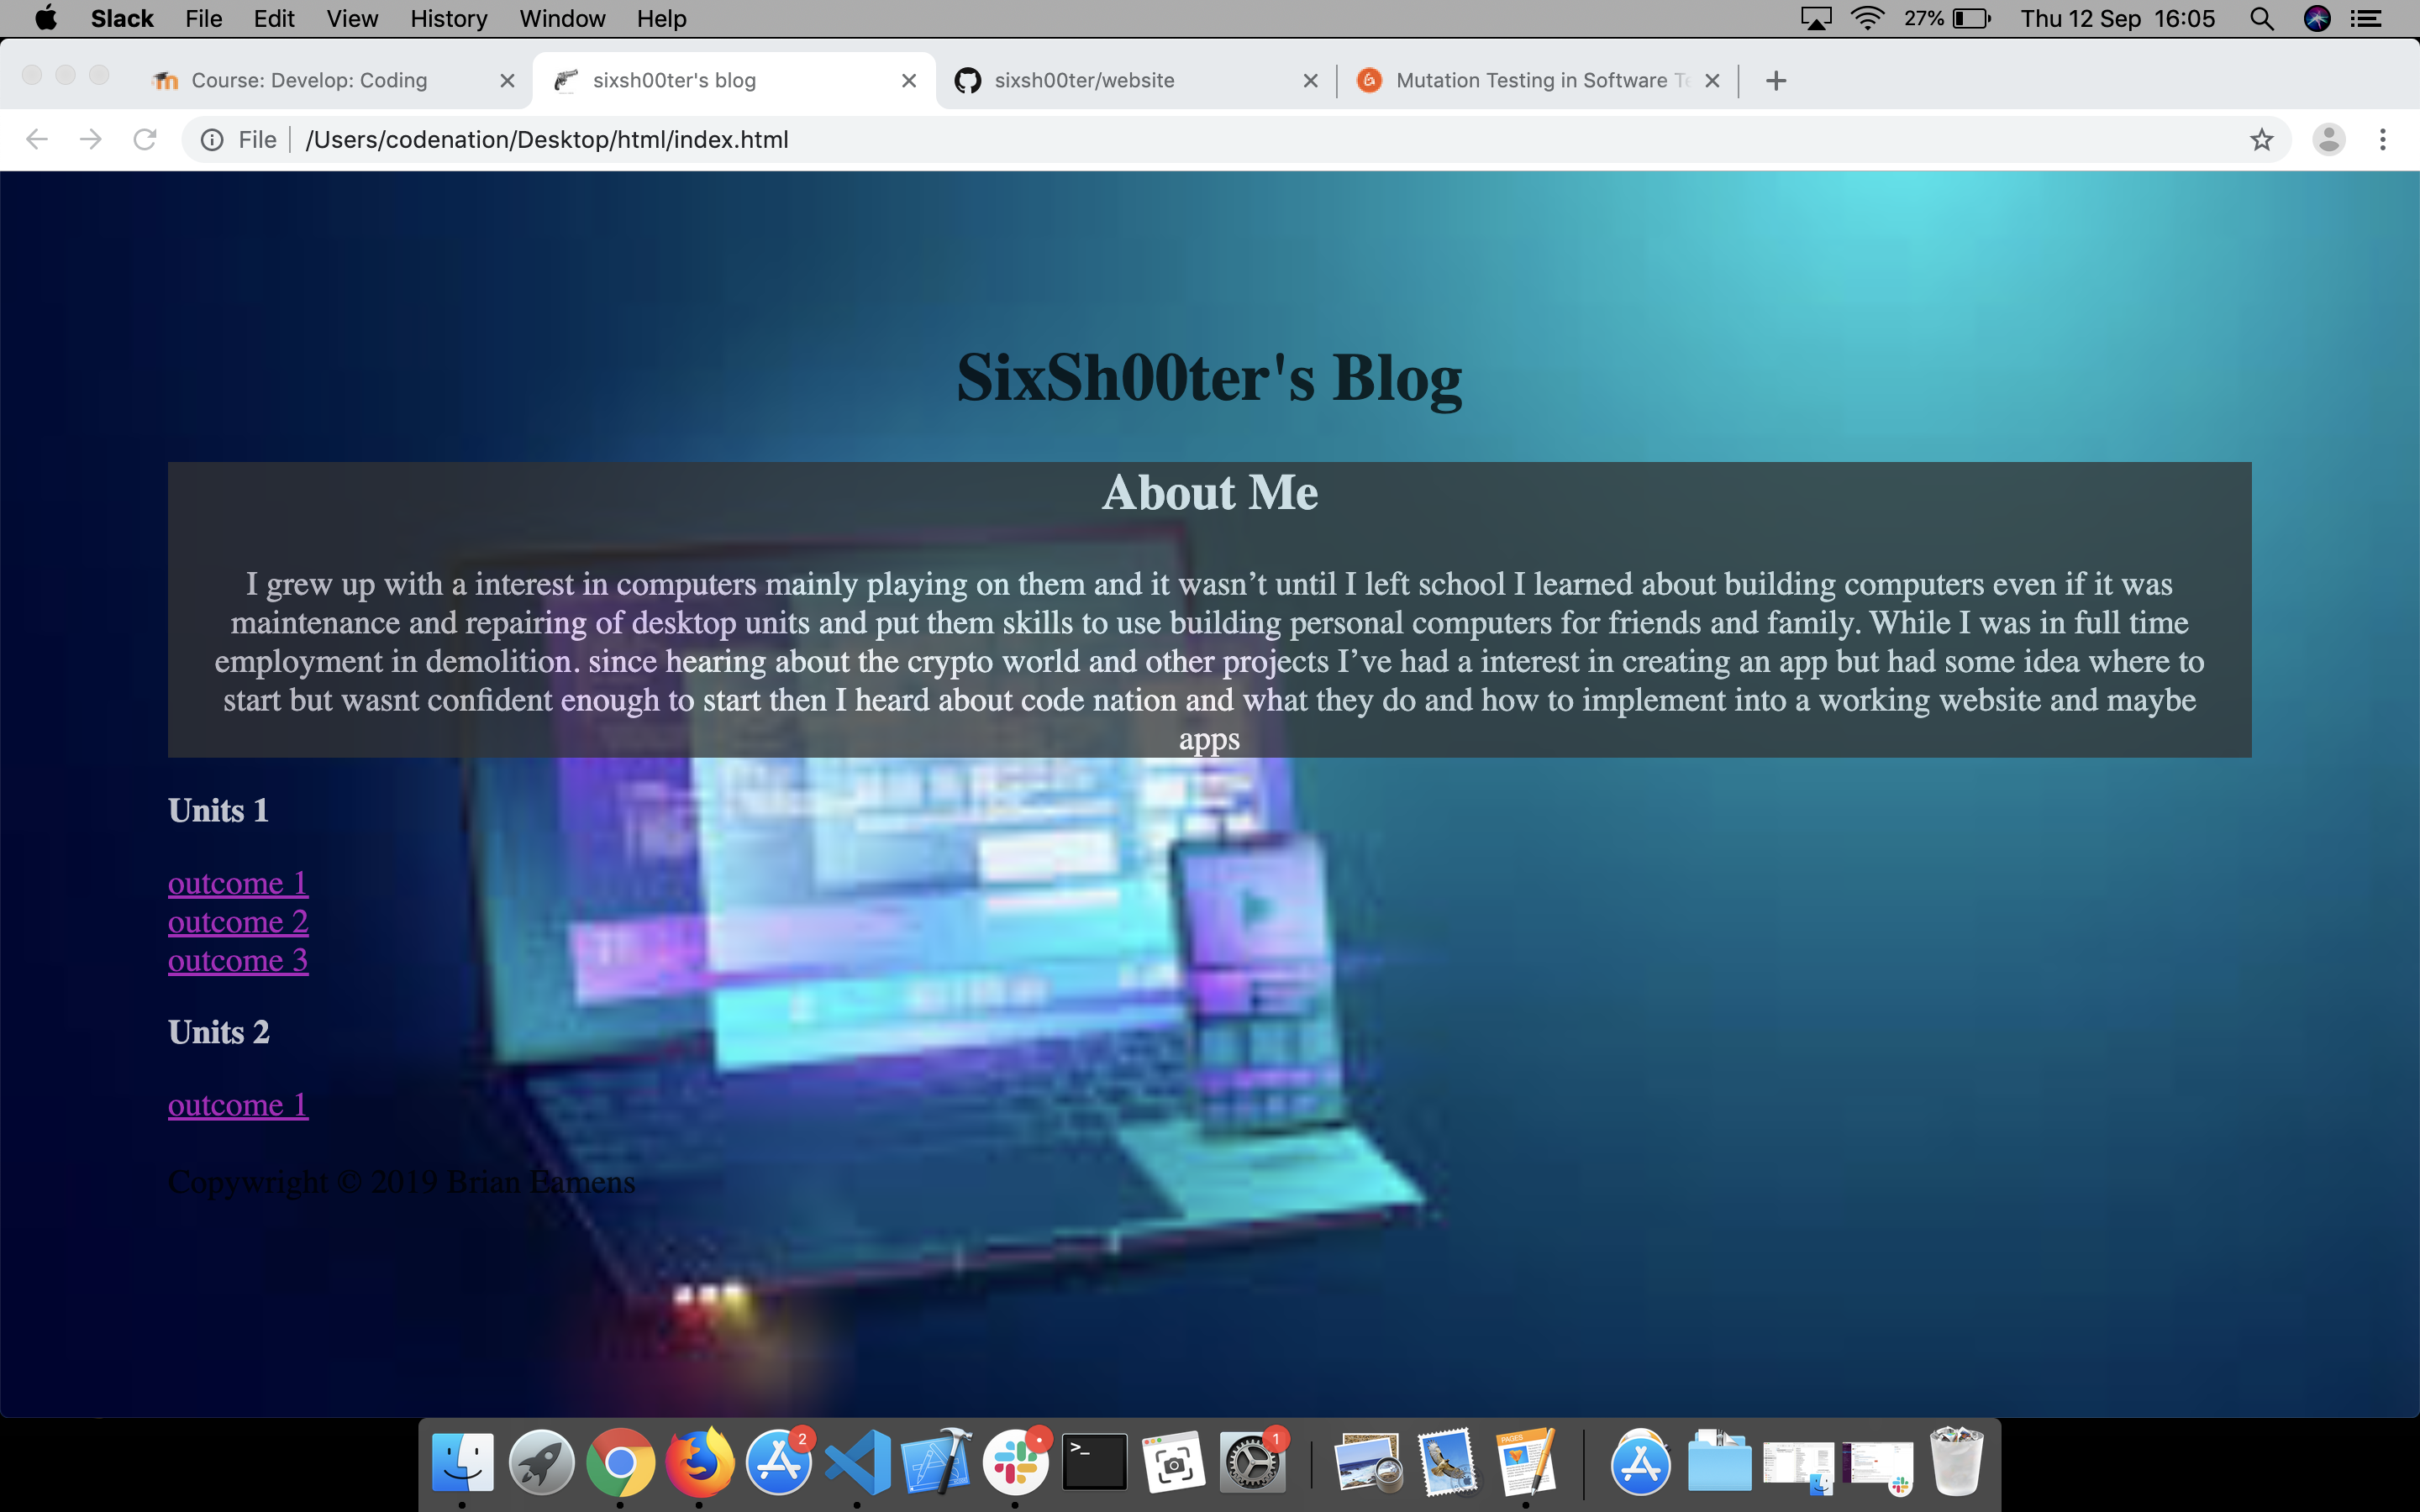 Slack File Edit View History Window Help 27% Thu 12 Sep 16:05
Course: Develop: Coding sixsh00ter's blog sixsh00ter/website Mutation Testing in Software Te
File /Users/codenation/Desktop/html/index.html
SixSh00ter's Blog
About Me
I grew up with a interest in computers mainly playing on them and it wasn’t until I left school I learned about building computers even if it was
maintenance and repairing of desktop units and put them skills to use building personal computers for friends and family. While I was in full time
employment in demolition. since hearing about the crypto world and other projects I’ve had a interest in creating an app but had some idea where to
start but wasnt confident enough to start then I heard about code nation and what they do and how to implement into a working website and maybe
apps
Units 1
outcome 1
outcome 2
outcome 3
Units 2
outcome 1
Copywright © 2019 Brian Eamens
2 1
PAGES